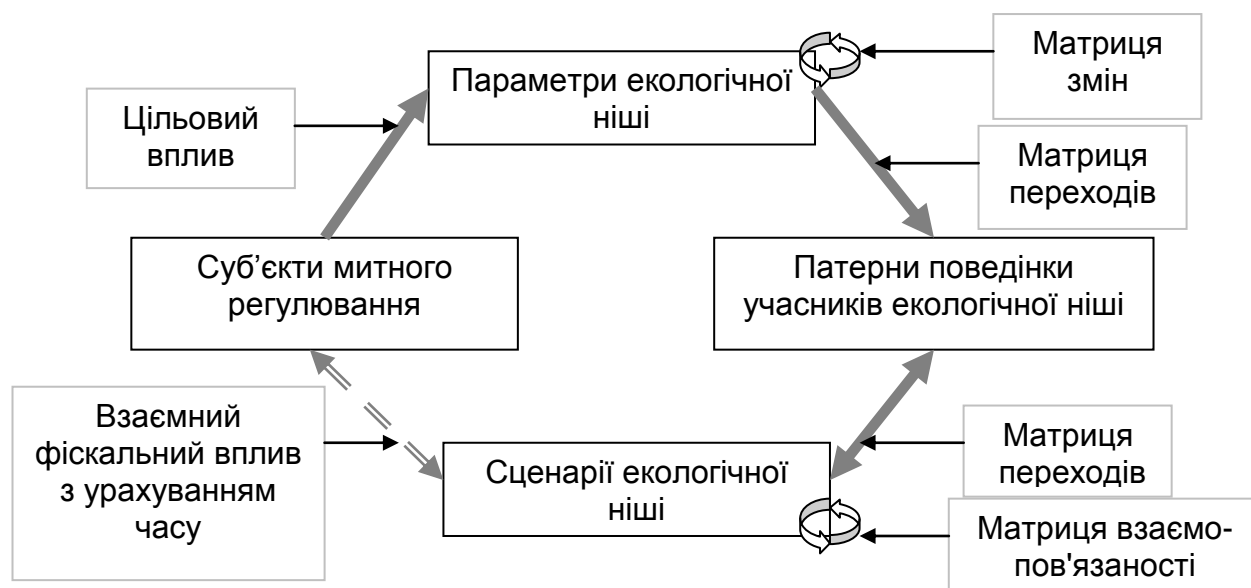 Параметри екологічної
ніші
Матриця
змін
Цільовий
вплив
Матриця
переходів
Суб’єкти митного
регулювання
Патерни поведінки
учасників екологічної ніші
Взаємний
фіскальний вплив
з урахуванням
часу
Сценарії екологічної
ніші
Матриця
переходів
Матриця взаємо-
пов'язаності